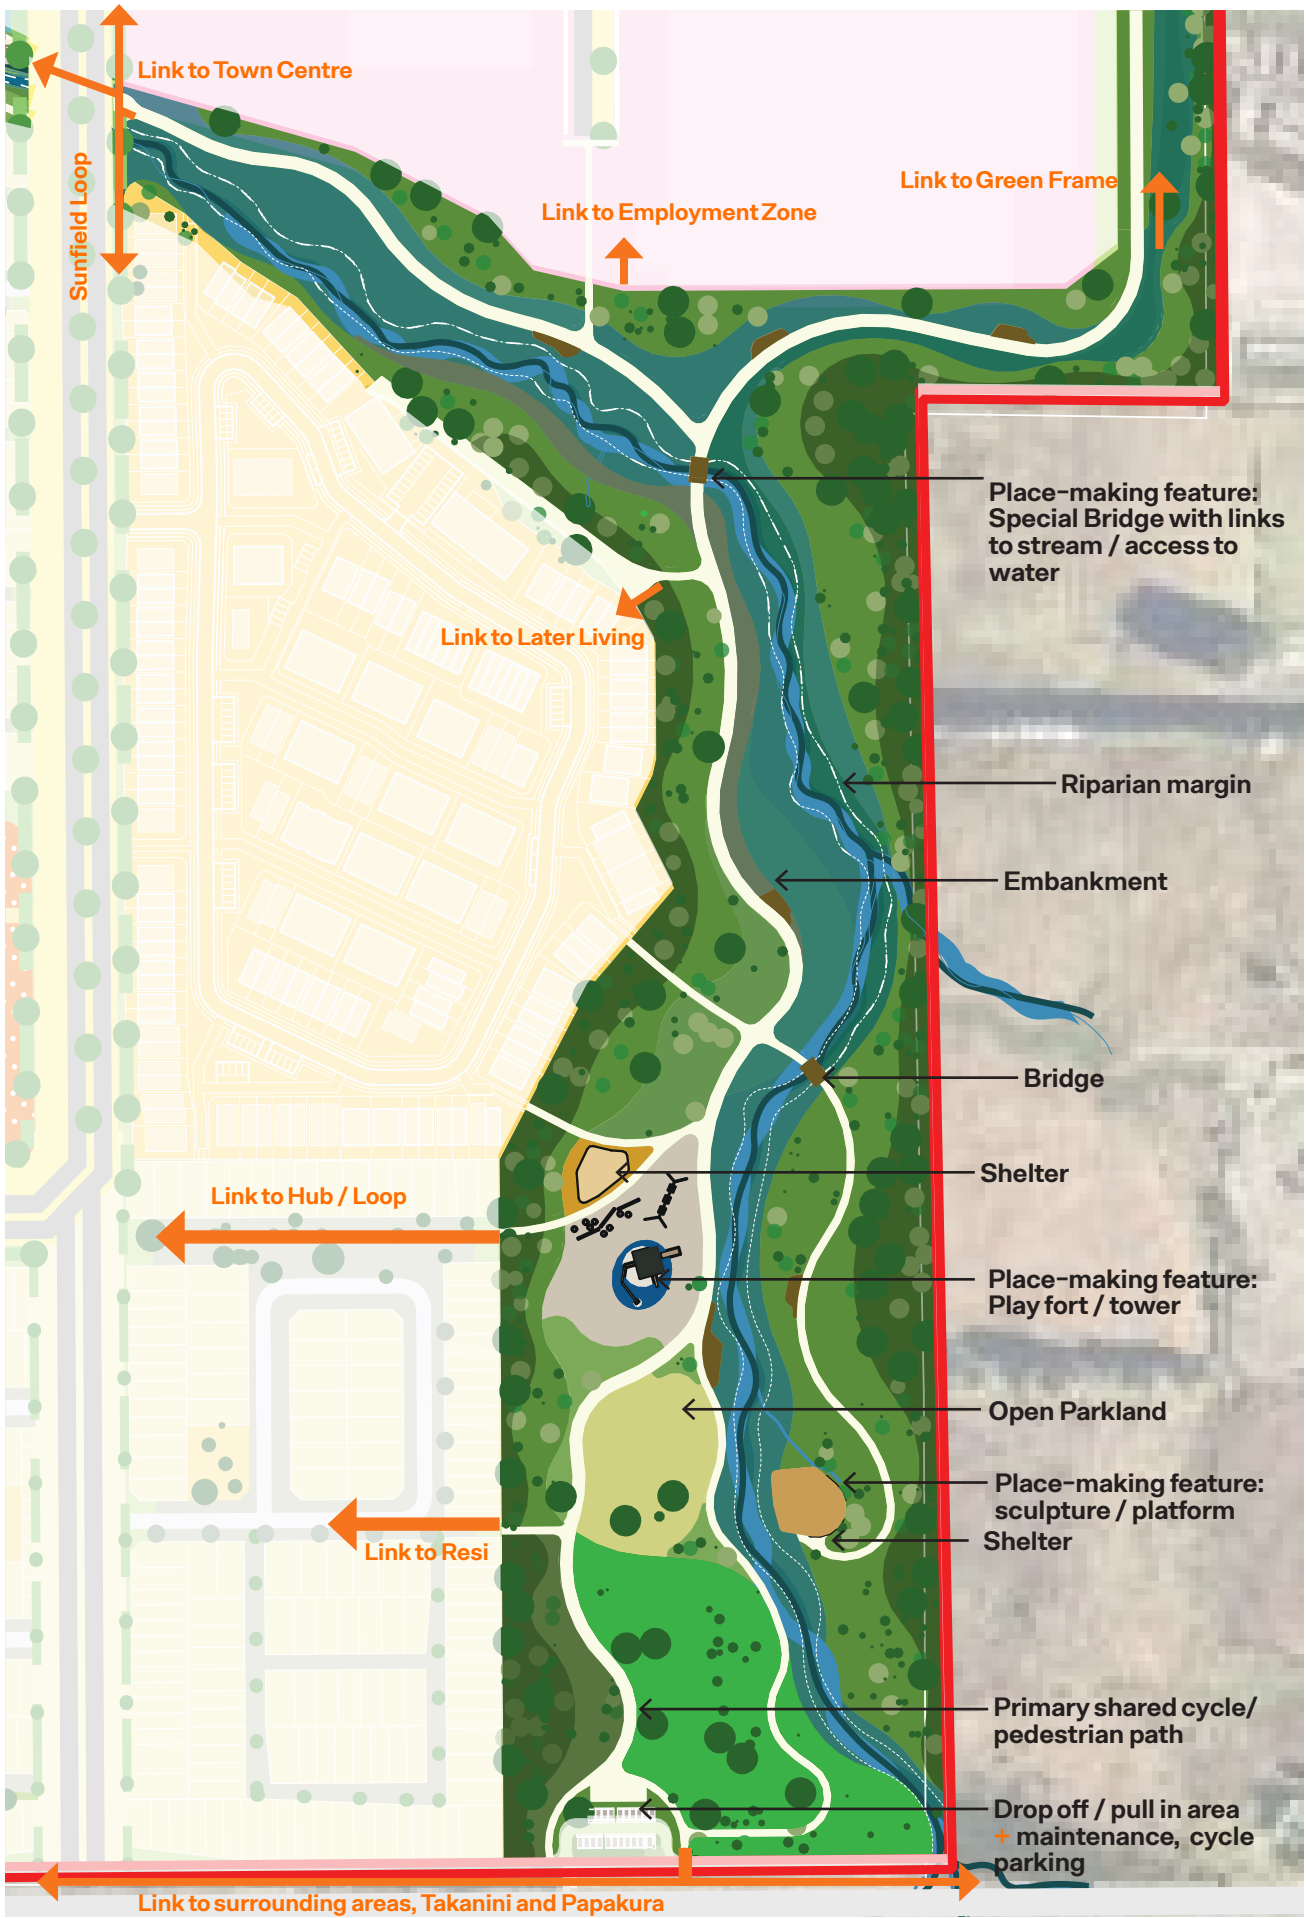 Link to Town Centre
Sunfield Loop
Link to Green Frame
Link to Employment Zone
Place-making feature:
Special Bridge with links
to stream / access to
water
Link to Later Living
Riparian margin
Embankment
Bridge
Shelter
Link to Hub / Loop
Place-making feature:
Play fort / tower
Open Parkland
Place-making feature:
sculpture / platform
Shelter
Link to Resi
Primary shared cycle/
pedestrian path
Drop off / pull in area
+ maintenance, cycle
parking
Link to surrounding areas, Takanini and Papakura